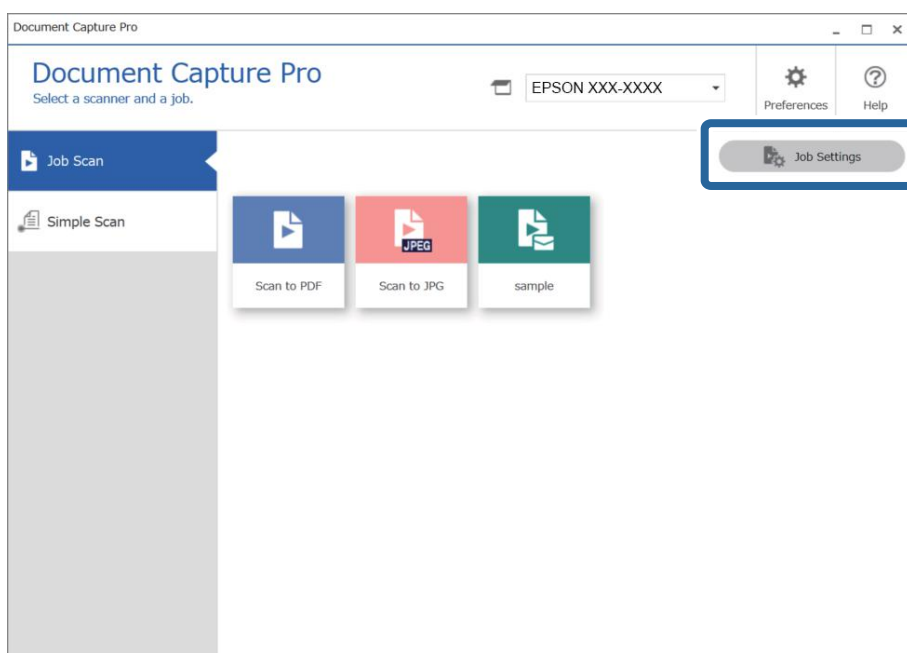 Document Capture Pro
Document Capture Pro
Select a scanner and a job.
EPSON XXX-XXXX
Preferences
Help
Job Scan
Job Settings
Simple Scan
JPEG
Scan to PDF
Scan to JPG
sample